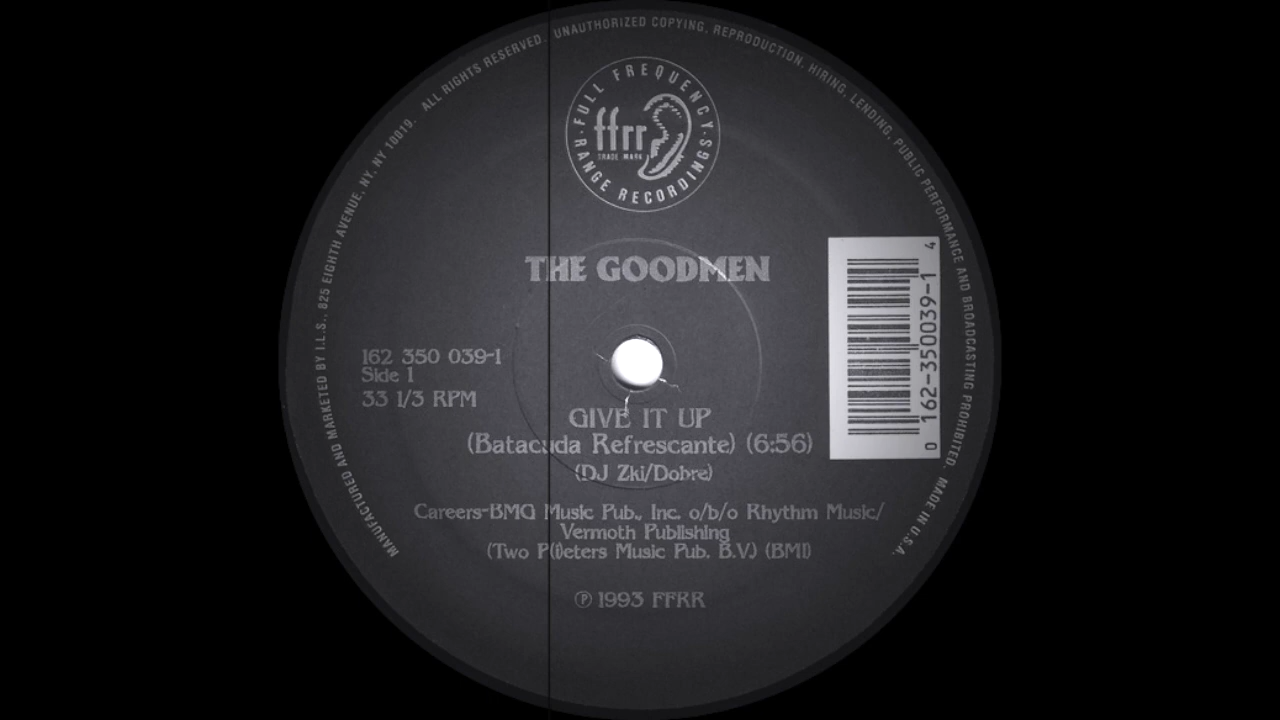 MANUFACTURED AND MARKETED BY I.L.S., 825 EIGHTH AVENUE, NY, NY 10019. ALL RIGHTS RESERVED. UNAUTHORIZED COPYING, REPRODUCTION, HIRING, LENDING, PUBLIC PERFORMANCE AND BROADCASTING PROHIBITED. MADE IN U.S.A.
· FULL FREQUENCY ·
ffrr
TRADE MARK
RANGE RECORDINGS
THE GOODMEN
162 350 039-1
Side 1
33 1/3 RPM
0 162-350039-1 4
GIVE IT UP
(Batacuda Refrescante) (6:56)
(DJ Zki/Dobre)
Careers-BMG Music Pub., Inc. o/b/o Rhythm Music/
Vermoth Publishing
(Two P(i)eters Music Pub. B.V.) (BMI)
℗ 1993 FFRR